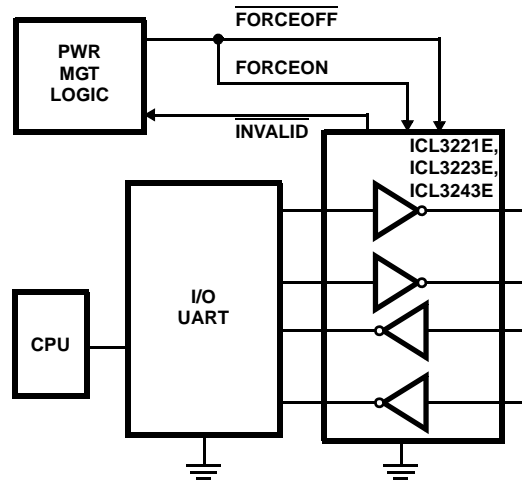 FORCEOFF
PWR
MGT
LOGIC
FORCEON
INVALID
ICL3221E,
ICL3223E,
ICL3243E
I/O
UART
CPU